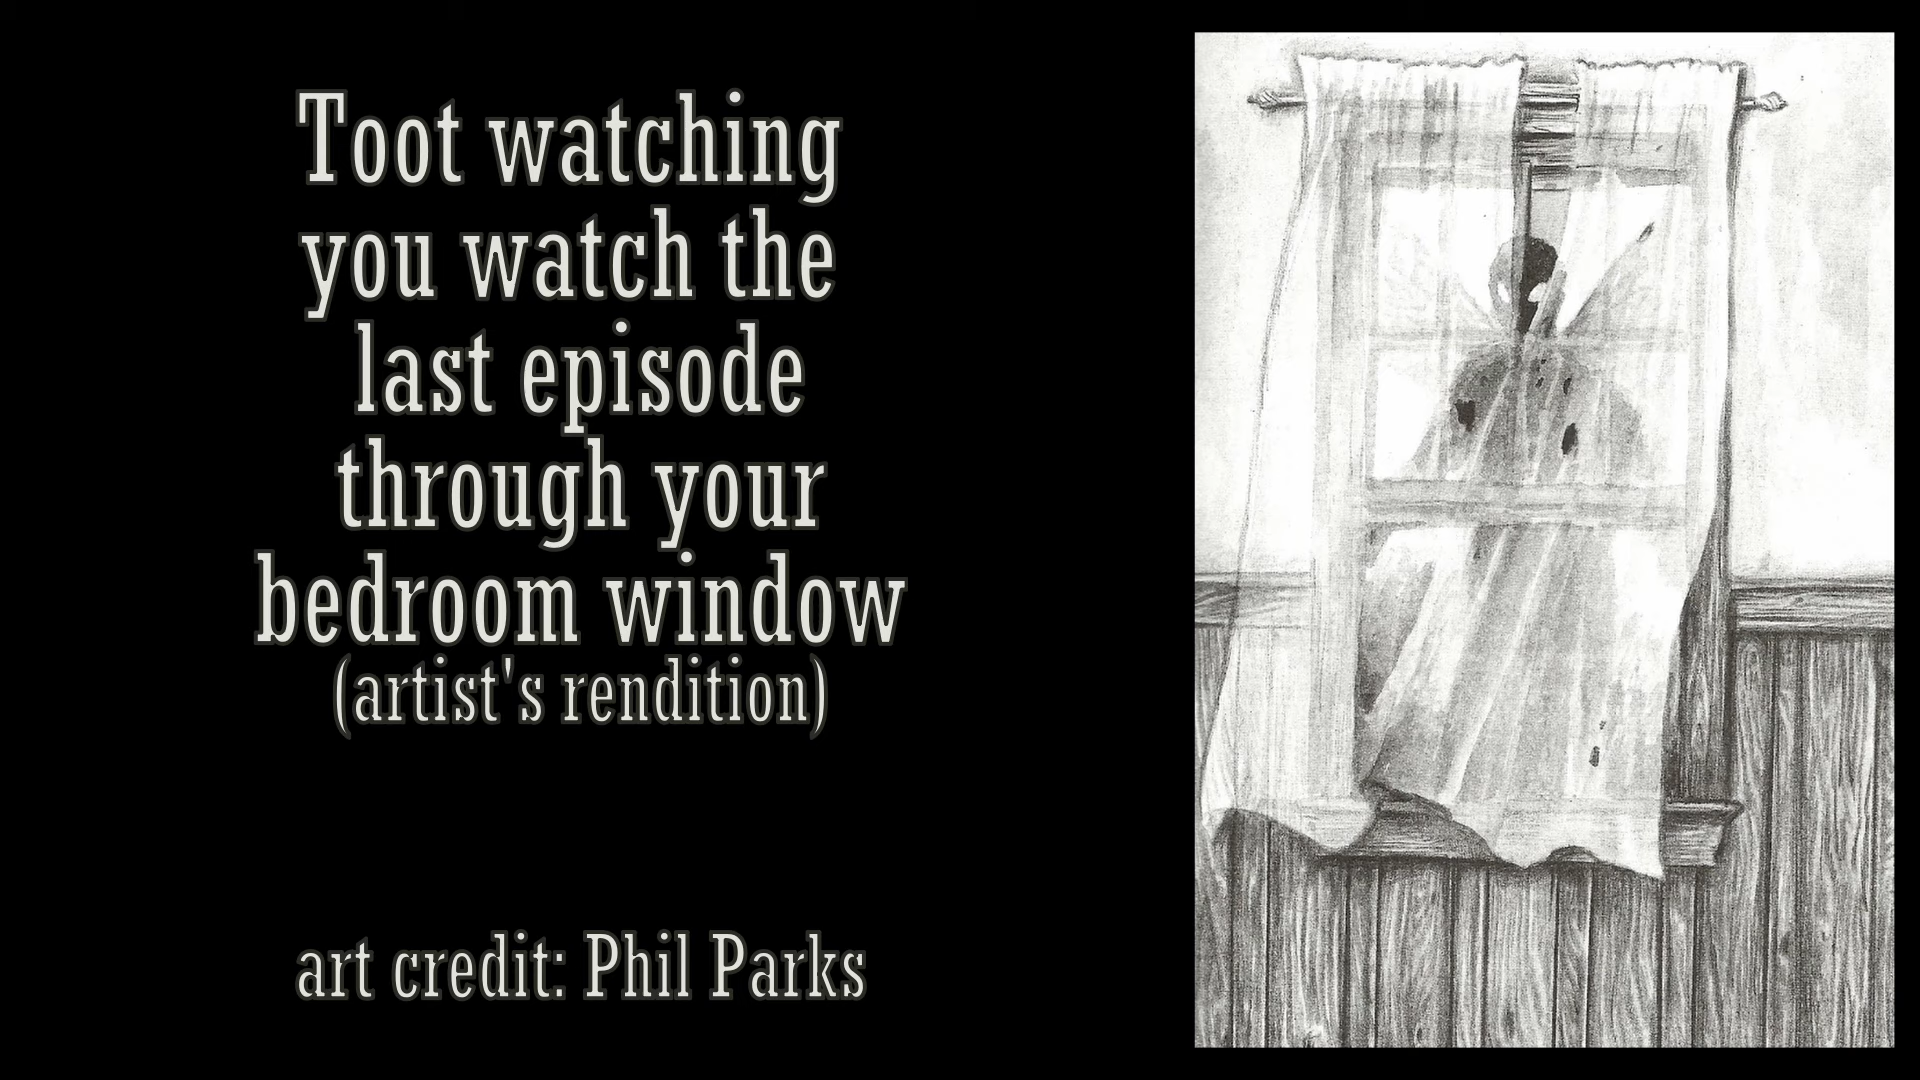 Toot watching
you watch the
last episode
through your
bedroom window
(artist's rendition)
art credit: Phil Parks